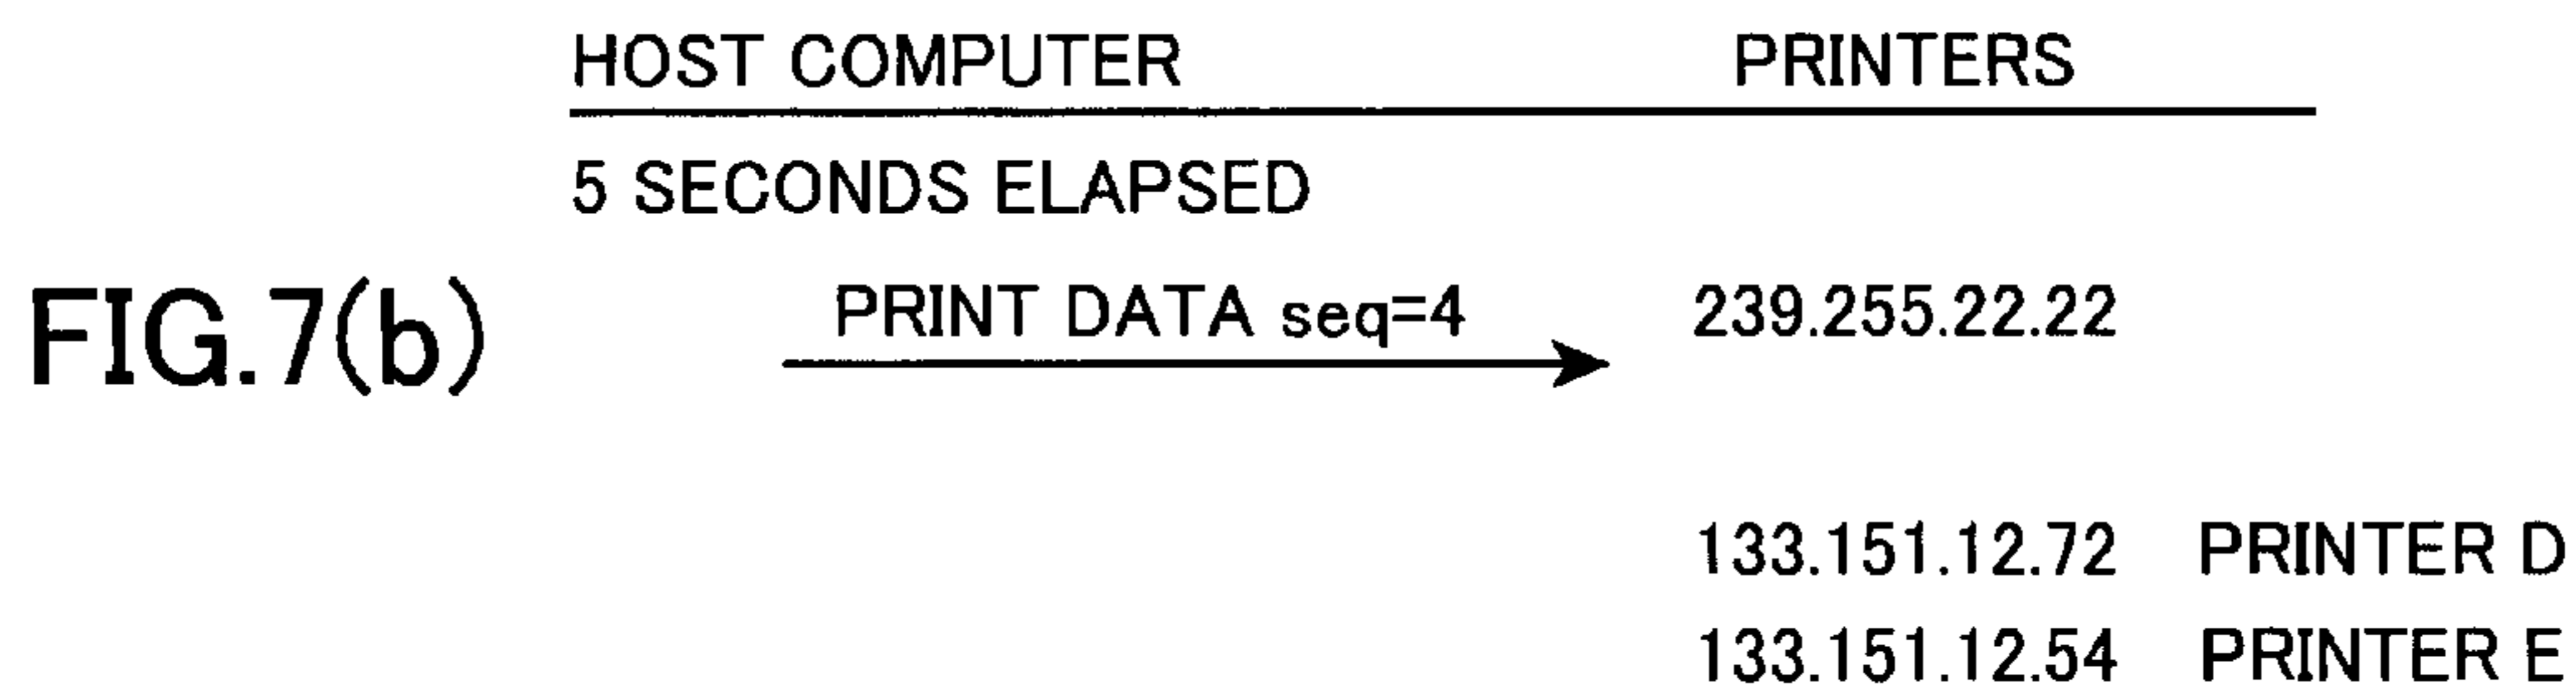 HOST COMPUTER PRINTERS
5 SECONDS ELAPSED
FIG.7(b) PRINT DATA seq=4 239.255.22.22
133.151.12.72 PRINTER D
133.151.12.54 PRINTER E